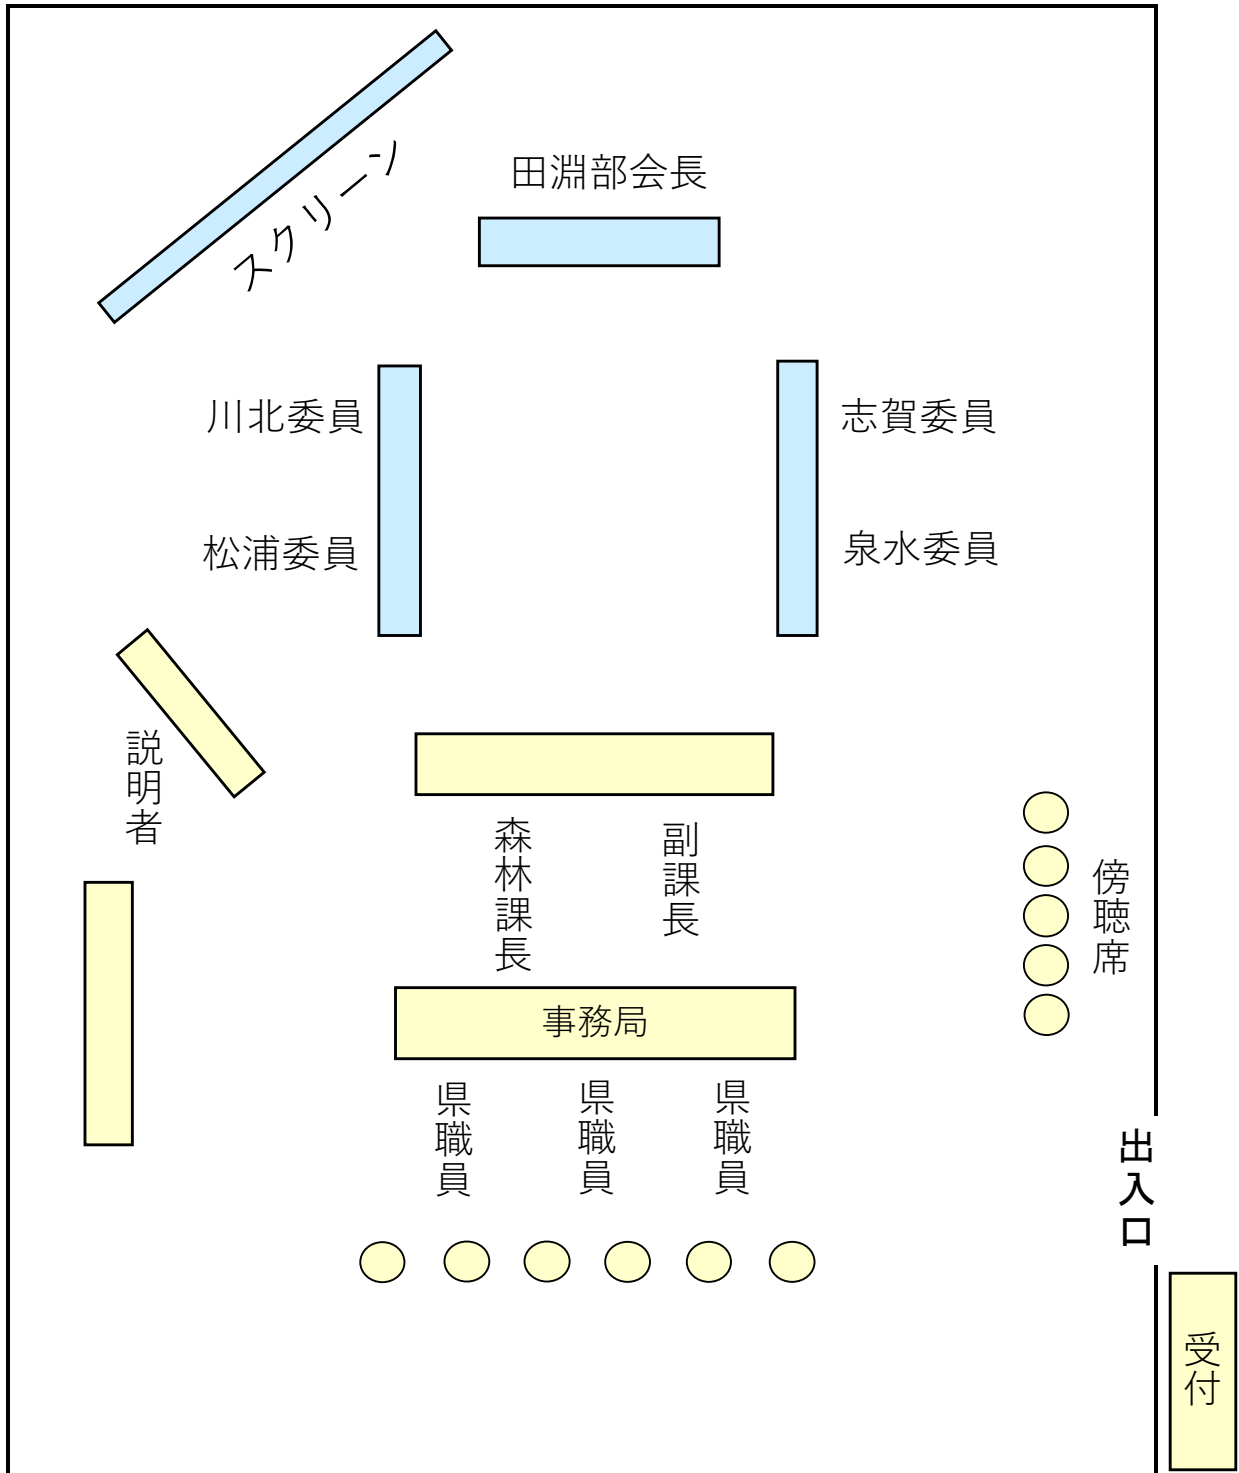 スクリーン
田淵部会長
川北委員
志賀委員
松浦委員
泉水委員
説明者
森林課長
副課長
傍聴席
事務局
県職員
県職員
県職員
出入口
受付